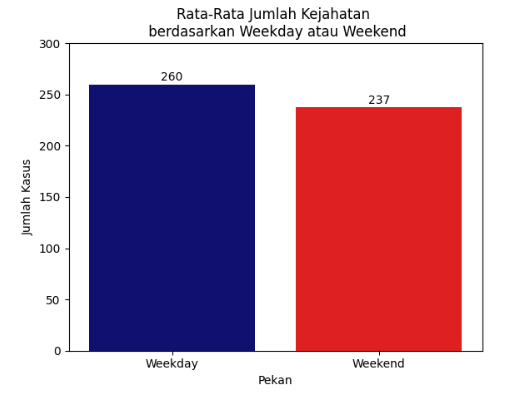 Rata-Rata Jumlah Kejahatan
berdasarkan Weekday atau Weekend
300
250
200
150
100
50
0
Jumlah Kasus
260
237
Weekday
Weekend
Pekan